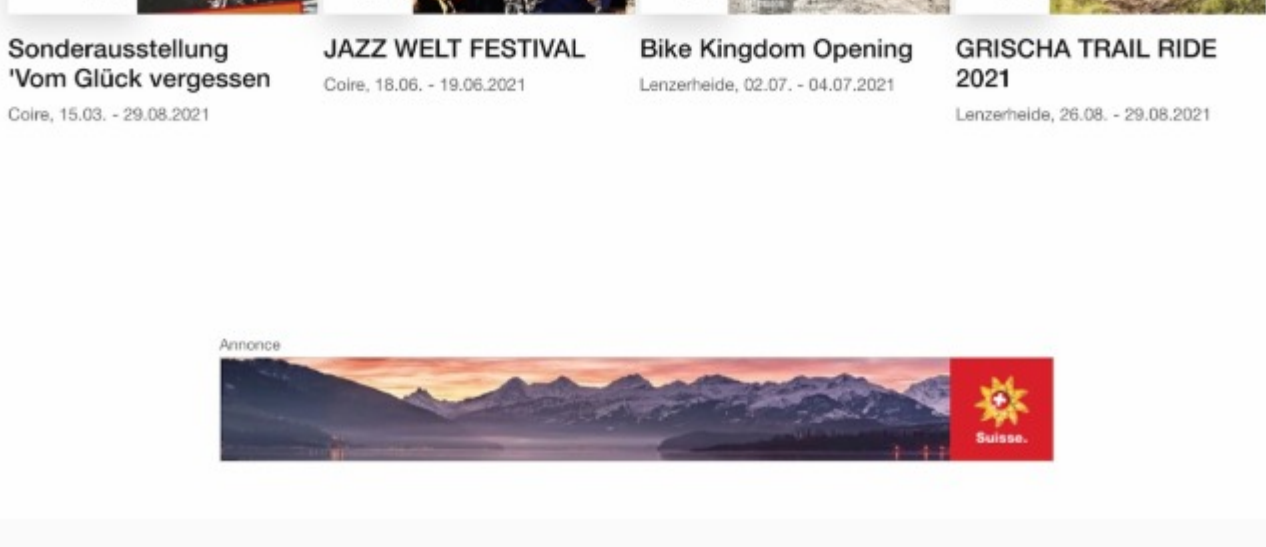 Sonderausstellung
'Vom Glück vergessen
Coire, 15.03. - 29.08.2021
JAZZ WELT FESTIVAL
Coire, 18.06. - 19.06.2021
Bike Kingdom Opening
Lenzerheide, 02.07. - 04.07.2021
GRISCHA TRAIL RIDE
2021
Lenzerheide, 26.08. - 29.08.2021
Annonce
Suisse.